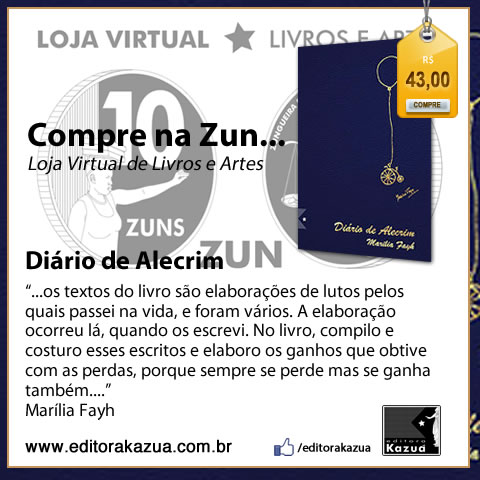 LOJA VIRTUAL ★ LIVROS E AR
R$
43,00
COMPRE
10
ZUNS
ZUN
Compre na Zun...
Loja Virtual de Livros e Artes
Diário de Alecrim
Marília Fayh
Diário de Alecrim
“...os textos do livro são elaborações de lutos pelos
quais passei na vida, e foram vários. A elaboração
ocorreu lá, quando os escrevi. No livro, compilo e
costuro esses escritos e elaboro os ganhos que obtive
com as perdas, porque sempre se perde mas se ganha
também....”
Marília Fayh
editora
Kazuá
www.editorakazua.com.br
/editorakazua